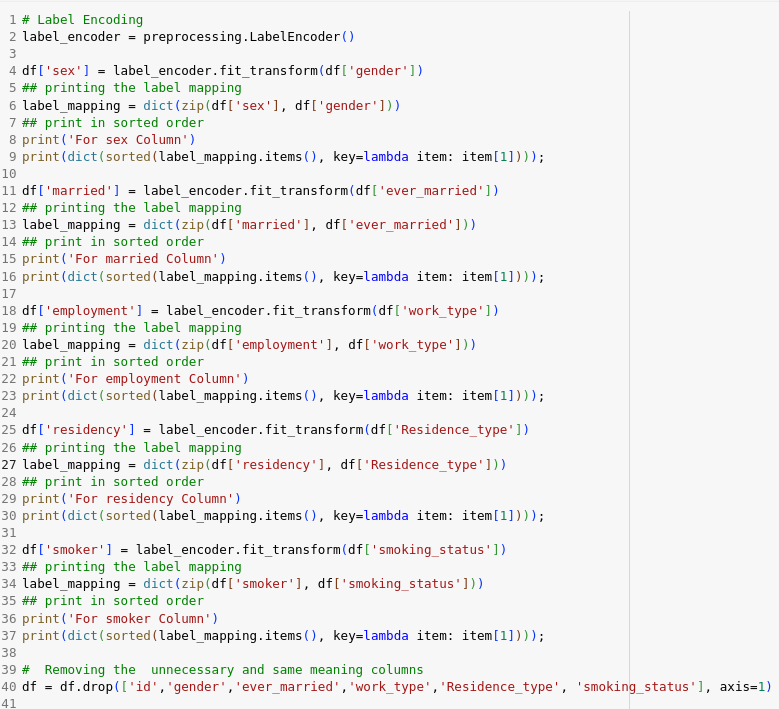 1 # Label Encoding
2 label_encoder = preprocessing.LabelEncoder()
3
4 df['sex'] = label_encoder.fit_transform(df['gender'])
5 ## printing the label mapping
6 label_mapping = dict(zip(df['sex'], df['gender']))
7 ## print in sorted order
8 print('For sex Column')
9 print(dict(sorted(label_mapping.items(), key=lambda item: item[1])));
10
11 df['married'] = label_encoder.fit_transform(df['ever_married'])
12 ## printing the label mapping
13 label_mapping = dict(zip(df['married'], df['ever_married']))
14 ## print in sorted order
15 print('For married Column')
16 print(dict(sorted(label_mapping.items(), key=lambda item: item[1])));
17
18 df['employment'] = label_encoder.fit_transform(df['work_type'])
19 ## printing the label mapping
20 label_mapping = dict(zip(df['employment'], df['work_type']))
21 ## print in sorted order
22 print('For employment Column')
23 print(dict(sorted(label_mapping.items(), key=lambda item: item[1])));
24
25 df['residency'] = label_encoder.fit_transform(df['Residence_type'])
26 ## printing the label mapping
27 label_mapping = dict(zip(df['residency'], df['Residence_type']))
28 ## print in sorted order
29 print('For residency Column')
30 print(dict(sorted(label_mapping.items(), key=lambda item: item[1])));
31
32 df['smoker'] = label_encoder.fit_transform(df['smoking_status'])
33 ## printing the label mapping
34 label_mapping = dict(zip(df['smoker'], df['smoking_status']))
35 ## print in sorted order
36 print('For smoker Column')
37 print(dict(sorted(label_mapping.items(), key=lambda item: item[1])));
38
39 #  Removing the  unnecessary and same meaning columns
40 df = df.drop(['id','gender','ever_married','work_type','Residence_type', 'smoking_status'], axis=1)
41